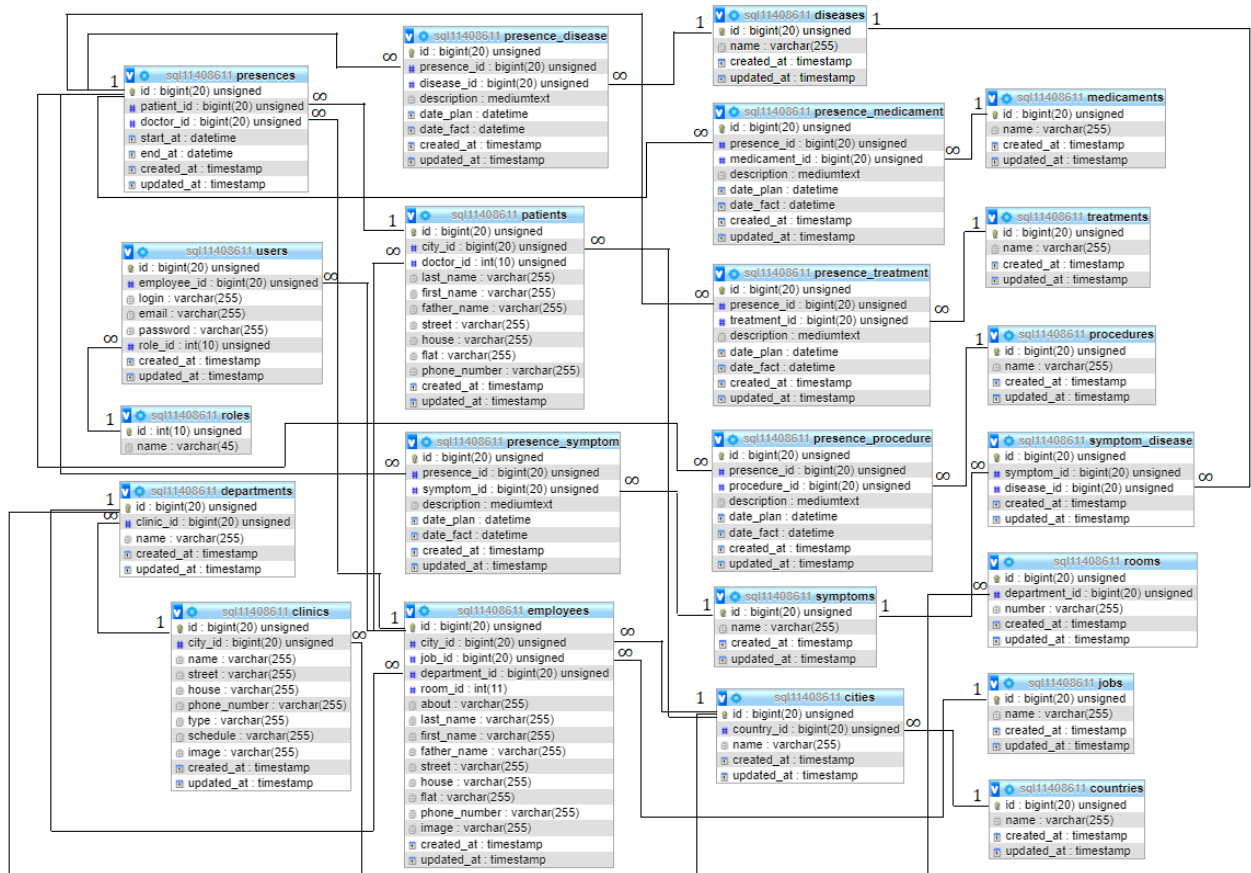 sql11408611 presences
id : bigint(20) unsigned
patient_id : bigint(20) unsigned
doctor_id : bigint(20) unsigned
start_at : datetime
end_at : datetime
created_at : timestamp
updated_at : timestamp
1
∞
∞
sql11408611 presence_disease
id : bigint(20) unsigned
presence_id : bigint(20) unsigned
disease_id : bigint(20) unsigned
description : mediumtext
date_plan : datetime
date_fact : datetime
created_at : timestamp
updated_at : timestamp
∞
∞
sql11408611 diseases
id : bigint(20) unsigned
name : varchar(255)
created_at : timestamp
updated_at : timestamp
1
1
sql11408611 presence_medicament
id : bigint(20) unsigned
presence_id : bigint(20) unsigned
medicament_id : bigint(20) unsigned
description : mediumtext
date_plan : datetime
date_fact : datetime
created_at : timestamp
updated_at : timestamp
∞
∞
sql11408611 medicaments
id : bigint(20) unsigned
name : varchar(255)
created_at : timestamp
updated_at : timestamp
1
sql11408611 users
id : bigint(20) unsigned
employee_id : bigint(20) unsigned
login : varchar(255)
email : varchar(255)
password : varchar(255)
role_id : int(10) unsigned
created_at : timestamp
updated_at : timestamp
∞
∞
sql11408611 patients
id : bigint(20) unsigned
city_id : bigint(20) unsigned
doctor_id : int(10) unsigned
last_name : varchar(255)
first_name : varchar(255)
father_name : varchar(255)
street : varchar(255)
house : varchar(255)
flat : varchar(255)
phone_number : varchar(255)
created_at : timestamp
updated_at : timestamp
1
∞
∞
sql11408611 presence_treatment
id : bigint(20) unsigned
presence_id : bigint(20) unsigned
treatment_id : bigint(20) unsigned
description : mediumtext
date_plan : datetime
date_fact : datetime
created_at : timestamp
updated_at : timestamp
∞
∞
sql11408611 treatments
id : bigint(20) unsigned
name : varchar(255)
created_at : timestamp
updated_at : timestamp
1
sql11408611 procedures
id : bigint(20) unsigned
name : varchar(255)
created_at : timestamp
updated_at : timestamp
1
sql11408611 roles
id : int(10) unsigned
name : varchar(45)
1
sql11408611 presence_symptom
id : bigint(20) unsigned
presence_id : bigint(20) unsigned
symptom_id : bigint(20) unsigned
description : mediumtext
date_plan : datetime
date_fact : datetime
created_at : timestamp
updated_at : timestamp
∞
∞
sql11408611 presence_procedure
id : bigint(20) unsigned
presence_id : bigint(20) unsigned
procedure_id : bigint(20) unsigned
description : mediumtext
date_plan : datetime
date_fact : datetime
created_at : timestamp
updated_at : timestamp
∞
∞
sql11408611 symptom_disease
id : bigint(20) unsigned
symptom_id : bigint(20) unsigned
disease_id : bigint(20) unsigned
created_at : timestamp
updated_at : timestamp
∞
∞
sql11408611 departments
id : bigint(20) unsigned
clinic_id : bigint(20) unsigned
name : varchar(255)
created_at : timestamp
updated_at : timestamp
1
∞
sql11408611 rooms
id : bigint(20) unsigned
department_id : bigint(20) unsigned
number : varchar(255)
created_at : timestamp
updated_at : timestamp
∞
sql11408611 clinics
id : bigint(20) unsigned
city_id : bigint(20) unsigned
name : varchar(255)
street : varchar(255)
house : varchar(255)
phone_number : varchar(255)
type : varchar(255)
schedule : varchar(255)
image : varchar(255)
created_at : timestamp
updated_at : timestamp
1
∞
sql11408611 employees
id : bigint(20) unsigned
city_id : bigint(20) unsigned
job_id : bigint(20) unsigned
department_id : bigint(20) unsigned
room_id : int(11)
about : varchar(255)
last_name : varchar(255)
first_name : varchar(255)
father_name : varchar(255)
street : varchar(255)
house : varchar(255)
flat : varchar(255)
phone_number : varchar(255)
image : varchar(255)
created_at : timestamp
updated_at : timestamp
1
∞
∞
∞
sql11408611 symptoms
id : bigint(20) unsigned
name : varchar(255)
created_at : timestamp
updated_at : timestamp
1
1
sql11408611 cities
id : bigint(20) unsigned
country_id : bigint(20) unsigned
name : varchar(255)
created_at : timestamp
updated_at : timestamp
1
∞
sql11408611 jobs
id : bigint(20) unsigned
name : varchar(255)
created_at : timestamp
updated_at : timestamp
1
sql11408611 countries
id : bigint(20) unsigned
name : varchar(255)
created_at : timestamp
updated_at : timestamp
1